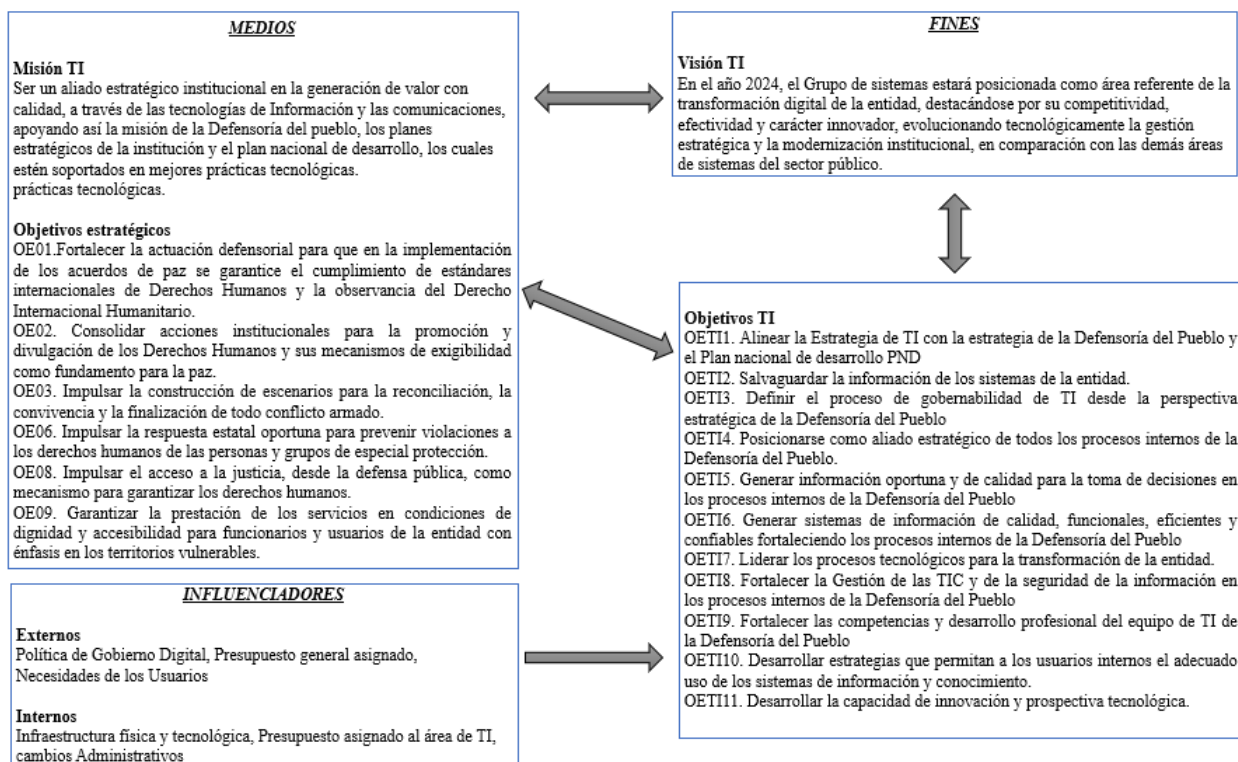 MEDIOS
Misión TI
Ser un aliado estratégico institucional en la generación de valor con
calidad, a través de las tecnologías de Información y las comunicaciones,
apoyando así la misión de la Defensoría del pueblo, los planes
estratégicos de la institución y el plan nacional de desarrollo, los cuales
estén soportados en mejores prácticas tecnológicas.
prácticas tecnológicas.
Objetivos estratégicos
OE01.Fortalecer la actuación defensorial para que en la implementación
de los acuerdos de paz se garantice el cumplimiento de estándares
internacionales de Derechos Humanos y la observancia del Derecho
Internacional Humanitario.
OE02. Consolidar acciones institucionales para la promoción y
divulgación de los Derechos Humanos y sus mecanismos de exigibilidad
como fundamento para la paz.
OE03. Impulsar la construcción de escenarios para la reconciliación, la
convivencia y la finalización de todo conflicto armado.
OE06. Impulsar la respuesta estatal oportuna para prevenir violaciones a
los derechos humanos de las personas y grupos de especial protección.
OE08. Impulsar el acceso a la justicia, desde la defensa pública, como
mecanismo para garantizar los derechos humanos.
OE09. Garantizar la prestación de los servicios en condiciones de
dignidad y accesibilidad para funcionarios y usuarios de la entidad con
énfasis en los territorios vulnerables.
INFLUENCIADORES
Externos
Política de Gobierno Digital, Presupuesto general asignado,
Necesidades de los Usuarios
Internos
Infraestructura física y tecnológica, Presupuesto asignado al área de TI,
cambios Administrativos
FINES
Visión TI
En el año 2024, el Grupo de sistemas estará posicionada como área referente de la
transformación digital de la entidad, destacándose por su competitividad,
efectividad y carácter innovador, evolucionando tecnológicamente la gestión
estratégica y la modernización institucional, en comparación con las demás áreas
de sistemas del sector público.
Objetivos TI
OETI1. Alinear la Estrategia de TI con la estrategia de la Defensoría del Pueblo y
el Plan nacional de desarrollo PND
OETI2. Salvaguardar la información de los sistemas de la entidad.
OETI3. Definir el proceso de gobernabilidad de TI desde la perspectiva
estratégica de la Defensoría del Pueblo
OETI4. Posicionarse como aliado estratégico de todos los procesos internos de la
Defensoría del Pueblo.
OETI5. Generar información oportuna y de calidad para la toma de decisiones en
los procesos internos de la Defensoría del Pueblo
OETI6. Generar sistemas de información de calidad, funcionales, eficientes y
confiables fortaleciendo los procesos internos de la Defensoría del Pueblo
OETI7. Liderar los procesos tecnológicos para la transformación de la entidad.
OETI8. Fortalecer la Gestión de las TIC y de la seguridad de la información en
los procesos internos de la Defensoría del Pueblo
OETI9. Fortalecer las competencias y desarrollo profesional del equipo de TI de
la Defensoría del Pueblo
OETI10. Desarrollar estrategias que permitan a los usuarios internos el adecuado
uso de los sistemas de información y conocimiento.
OETI11. Desarrollar la capacidad de innovación y prospectiva tecnológica.